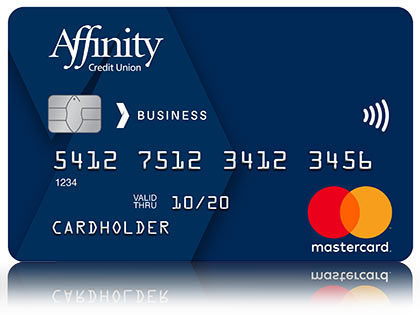 Affinity
Credit Union
BUSINESS
5412 7512 3412 3456
1234
VALID THRU 10/20
CARDHOLDER
mastercard.